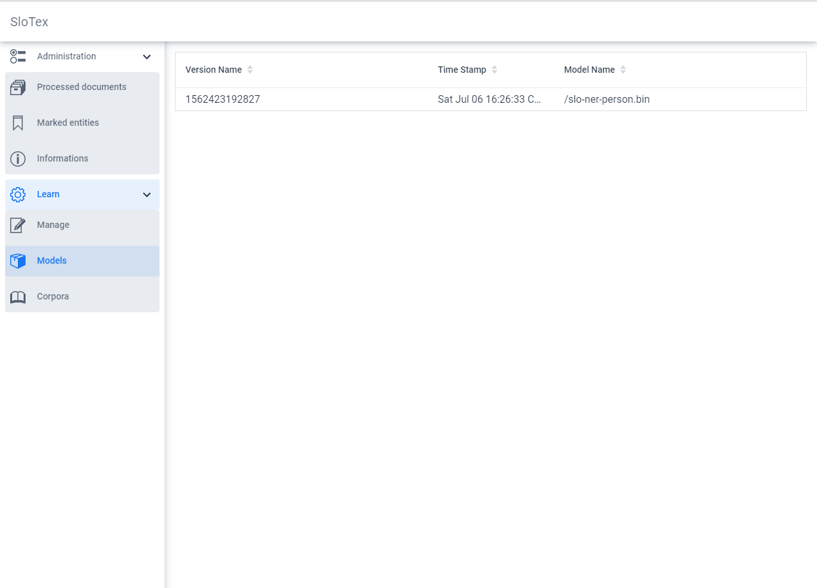 SloTex
Administration
Processed documents
Marked entities
Informations
Learn
Manage
Models
Corpora
Version Name Time Stamp Model Name
1562423192827 Sat Jul 06 16:26:33 C... /slo-ner-person.bin